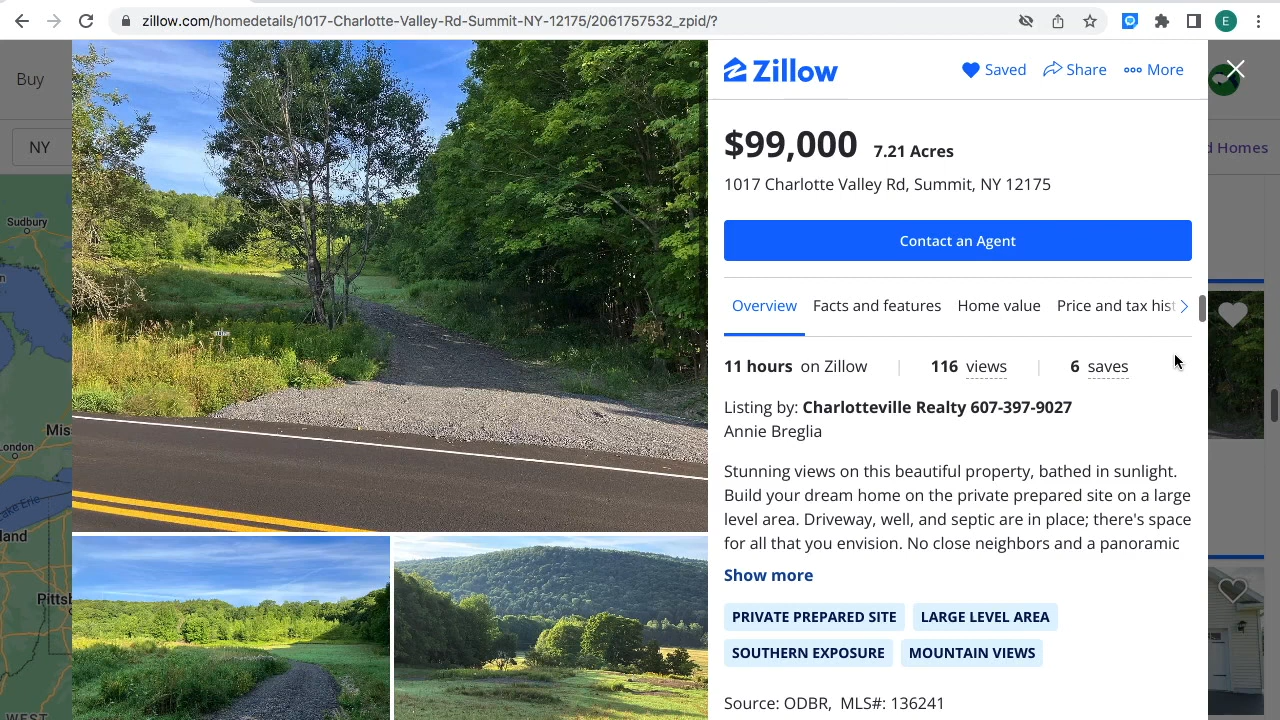 zillow.com/homedetails/1017-Charlotte-Valley-Rd-Summit-NY-12175/2061757532_zpid/?
E
Buy
NY
d Homes
Sudbury
London
Mis
Lake Erie
land
Pittsb
WEST
Zillow
Saved
Share
More
$99,000 7.21 Acres
1017 Charlotte Valley Rd, Summit, NY 12175
Contact an Agent
Overview Facts and features Home value Price and tax hist
11 hours on Zillow | 116 views | 6 saves
Listing by: Charlotteville Realty 607-397-9027
Annie Breglia
Stunning views on this beautiful property, bathed in sunlight.
Build your dream home on the private prepared site on a large
level area. Driveway, well, and septic are in place; there's space
for all that you envision. No close neighbors and a panoramic
Show more
PRIVATE PREPARED SITE LARGE LEVEL AREA
SOUTHERN EXPOSURE MOUNTAIN VIEWS
Source: ODBR, MLS#: 136241